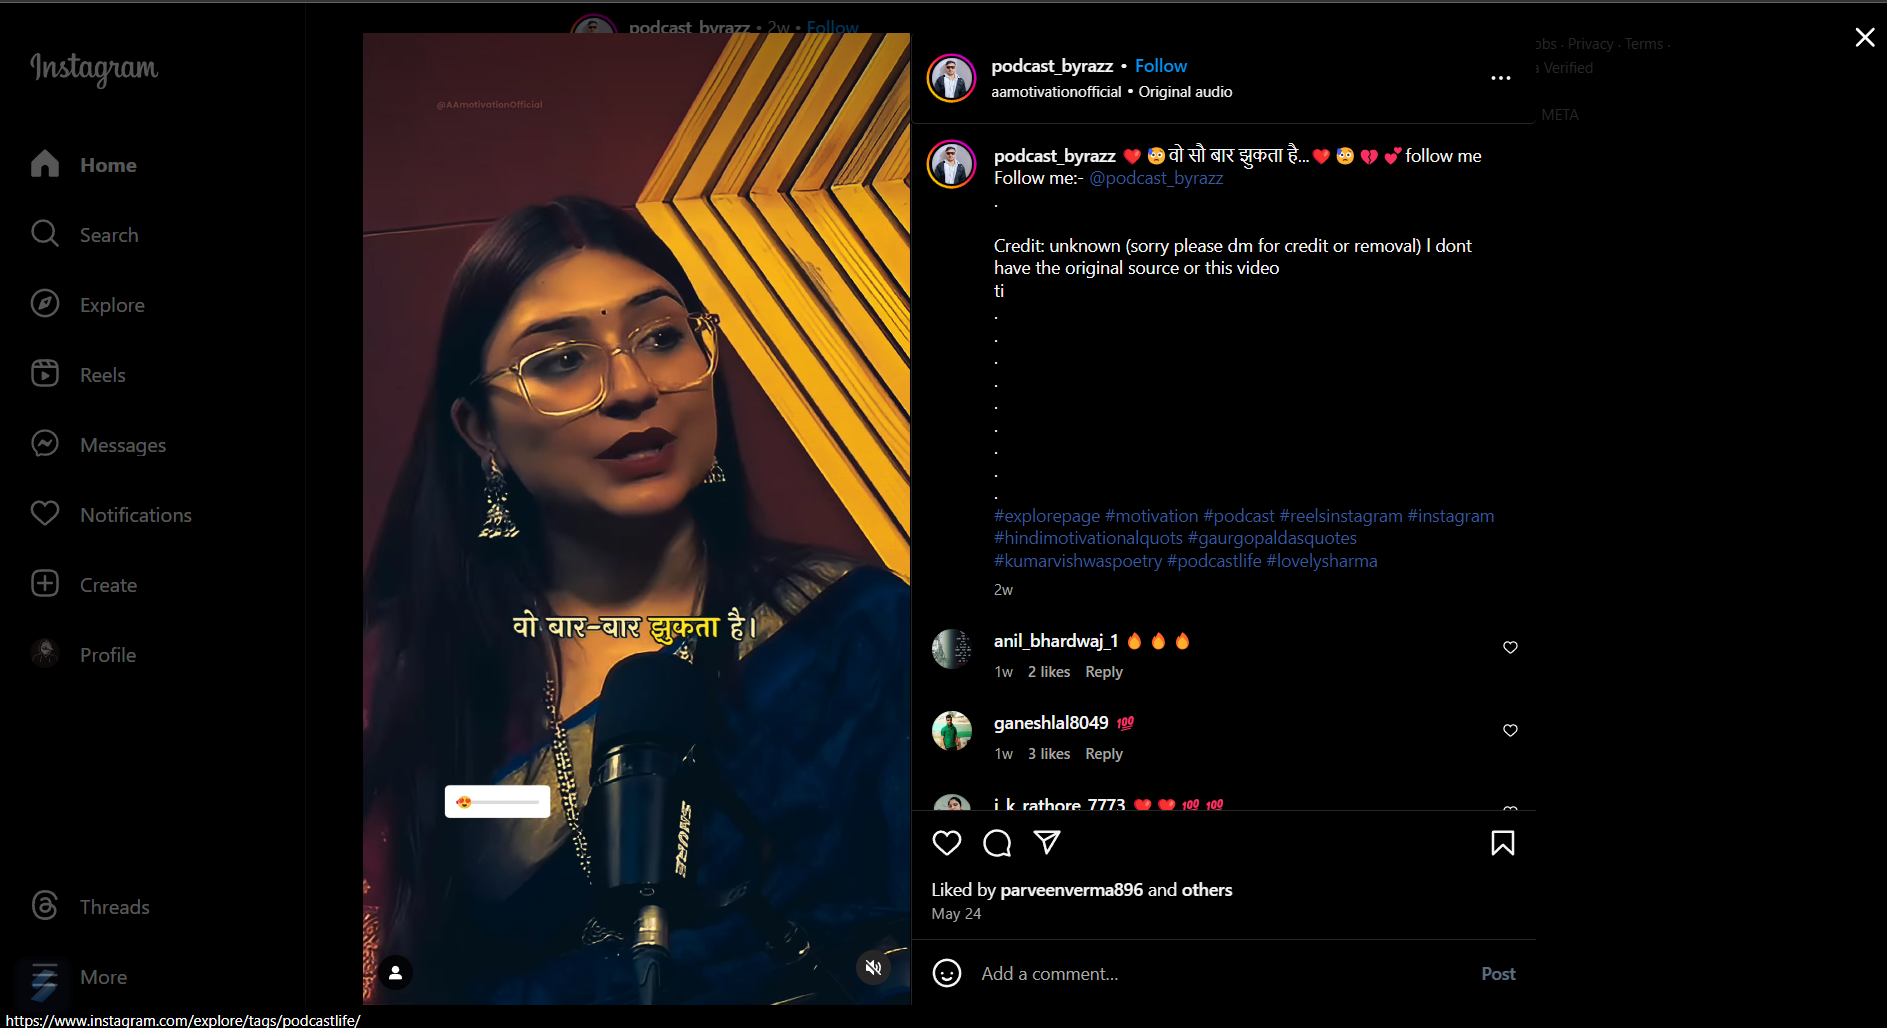 podcast_byrazz • 2w • Follow
Instagram
Home
Search
Explore
Reels
Messages
Notifications
Create
Profile
Threads
More
https://www.instagram.com/explore/tags/podcastlife/
@AAmotivationOfficial
वो बार-बार झुकता है।
SHURE
podcast_byrazz • Follow
aamotivationofficial • Original audio
podcast_byrazz ❤️ 😳 वो सौ बार झुकता है...❤️ 😳 💔 💕 follow me
Follow me:- @podcast_byrazz
.
Credit: unknown (sorry please dm for credit or removal) I dont
have the original source or this video
ti
.
.
.
.
.
.
.
.
.
#explorepage #motivation #podcast #reelsinstagram #instagram
#hindimotivationalquots #gaurgopaldasquotes
#kumarvishwaspoetry #podcastlife #lovelysharma
2w
anil_bhardwaj_1 🔥 🔥 🔥
1w 2 likes Reply
ganeshlal8049 💯
1w 3 likes Reply
i_k_rathore_7773 ❤️ ❤️ 💯 💯
Liked by parveenverma896 and others
May 24
Add a comment...
Post
· Privacy · Terms ·
Verified
META